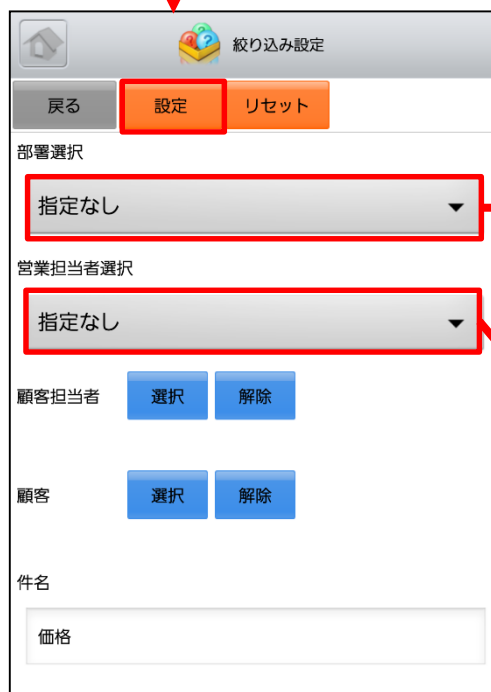 絞り込み設定
戻る 設定 リセット
部署選択
指定なし
営業担当者選択
指定なし
顧客担当者 選択 解除
顧客 選択 解除
件名
価格